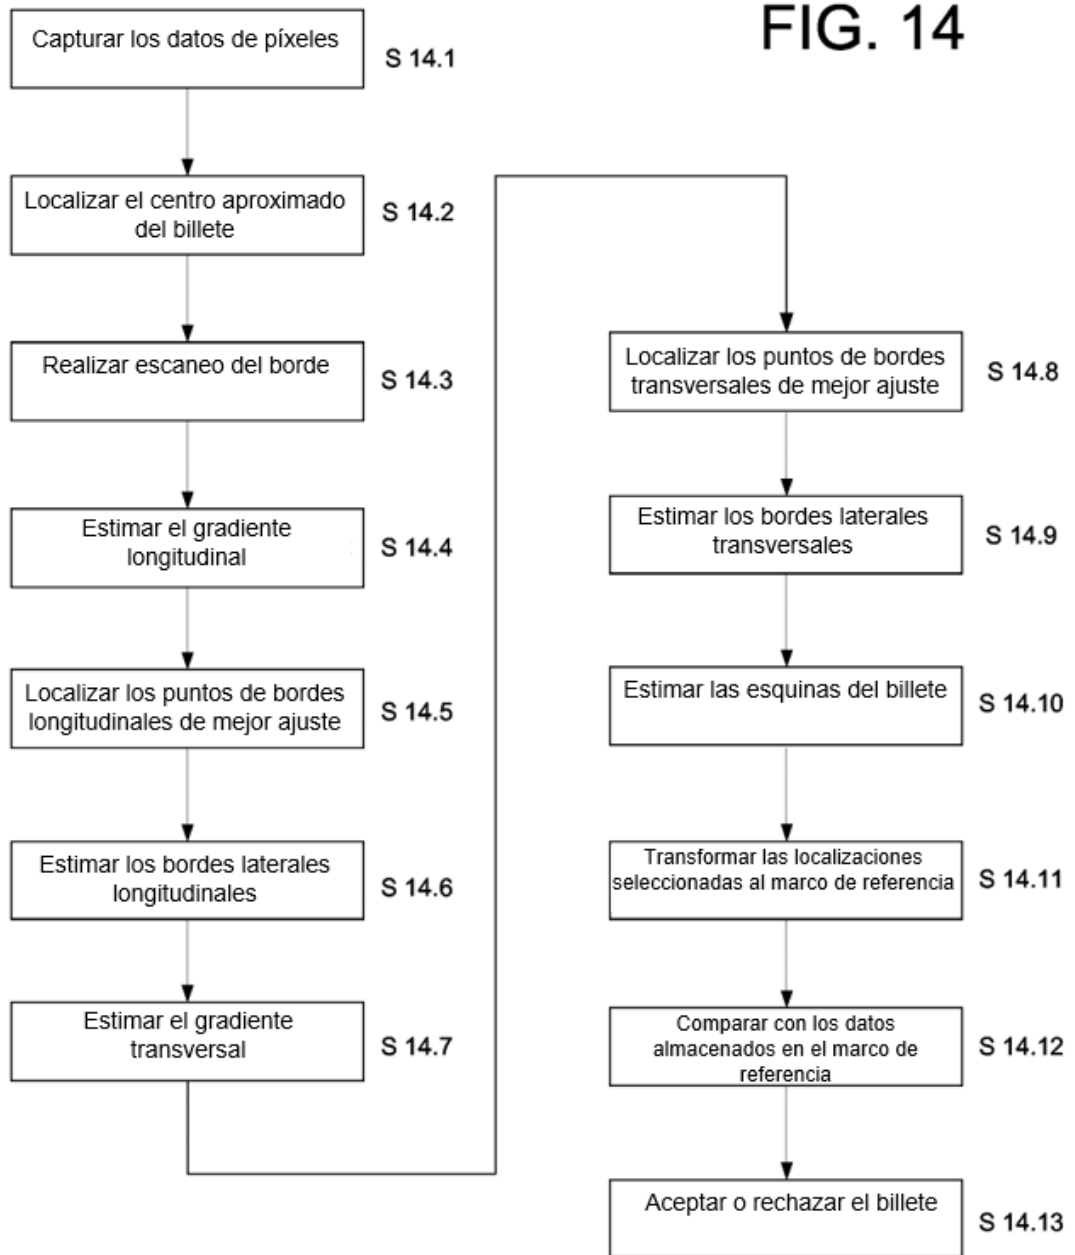 FIG. 14
Capturar los datos de píxeles
S 14.1
Localizar el centro aproximado
del billete
S 14.2
Realizar escaneo del borde
S 14.3
Estimar el gradiente
longitudinal
S 14.4
Localizar los puntos de bordes
longitudinales de mejor ajuste
S 14.5
Estimar los bordes laterales
longitudinales
S 14.6
Estimar el gradiente
transversal
S 14.7
Localizar los puntos de bordes
transversales de mejor ajuste
S 14.8
Estimar los bordes laterales
transversales
S 14.9
Estimar las esquinas del billete
S 14.10
Transformar las localizaciones
seleccionadas al marco de referencia
S 14.11
Comparar con los datos
almacenados en el marco de
referencia
S 14.12
Aceptar o rechazar el billete
S 14.13